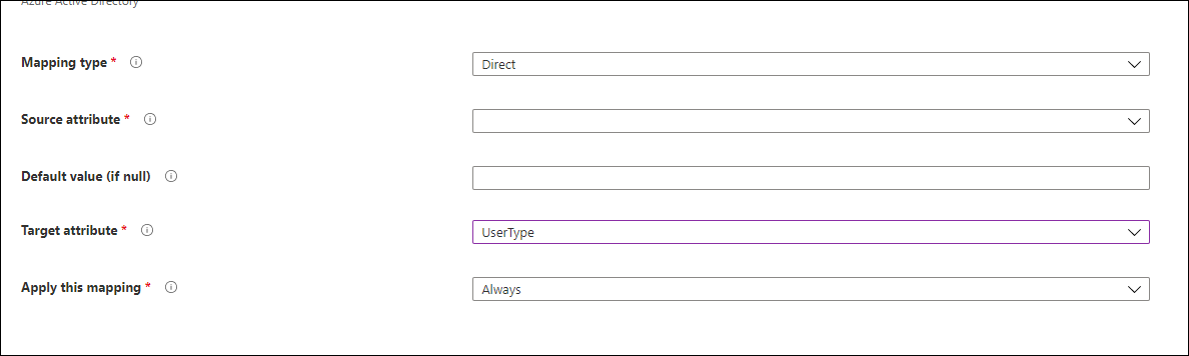 Azure Active Directory
Mapping type *
Direct
Source attribute *
Default value (if null)
Target attribute *
UserType
Apply this mapping *
Always